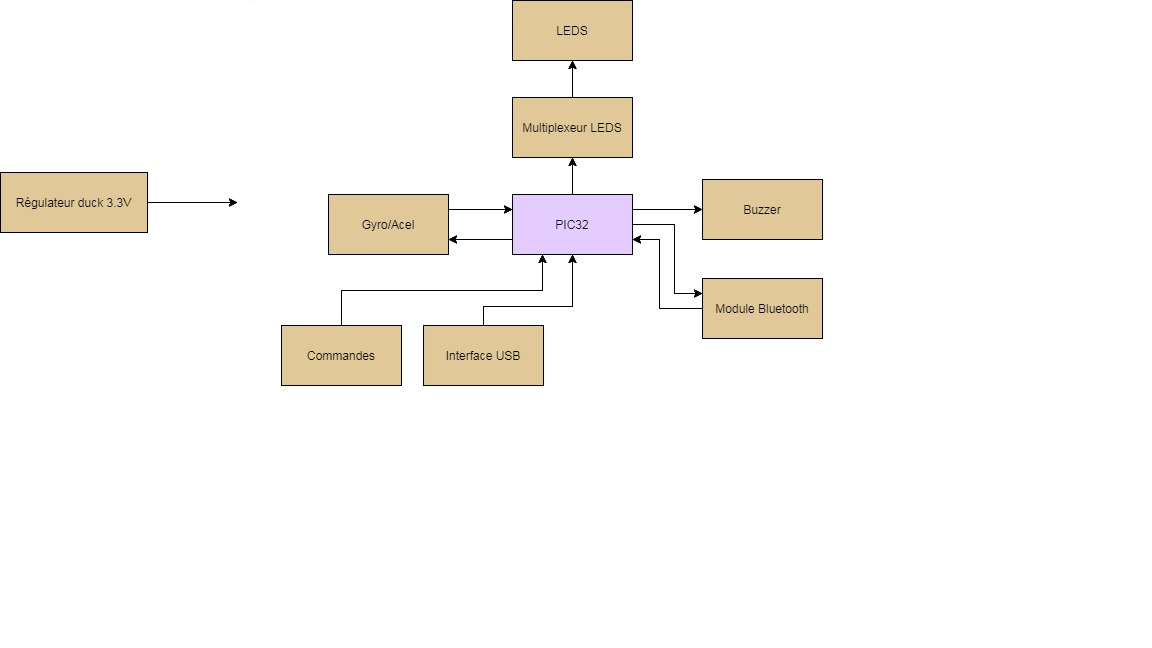 LEDS
Multiplexeur LEDS
Régulateur duck 3.3V
Gyro/Acel
PIC32
Buzzer
Module Bluetooth
Commandes
Interface USB